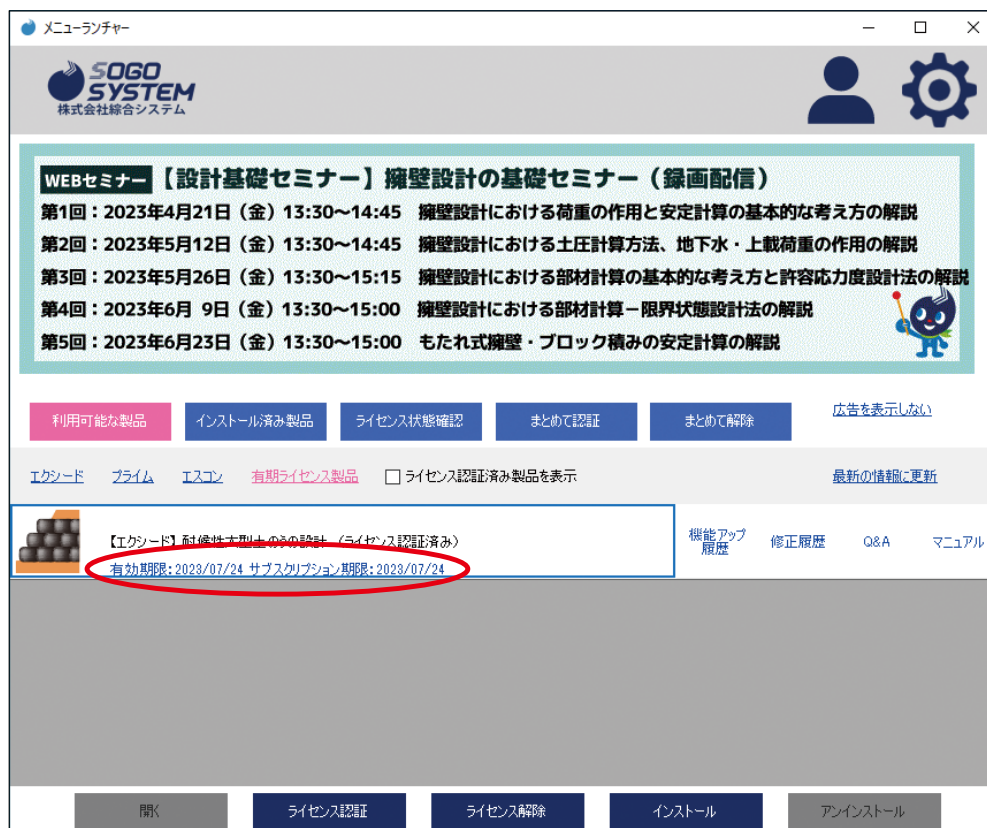 メニューランチャー
SOGO
SYSTEM
株式会社綜合システム
WEBセミナー 【設計基礎セミナー】擁壁設計の基礎セミナー（録画配信）
第1回：2023年4月21日（金）13:30～14:45 擁壁設計における荷重の作用と安定計算の基本的な考え方の解説
第2回：2023年5月12日（金）13:30～14:45 擁壁設計における土圧計算方法、地下水・上載荷重の作用の解説
第3回：2023年5月26日（金）13:30～15:15 擁壁設計における部材計算の基本的な考え方と許容応力度設計法の解説
第4回：2023年6月 9日（金）13:30～15:00 擁壁設計における部材計算－限界状態設計法の解説
第5回：2023年6月23日（金）13:30～15:00 もたれ式擁壁・ブロック積みの安定計算の解説
利用可能な製品 インストール済み製品 ライセンス状態確認 まとめて認証 まとめて解除 広告を表示しない
エクシード プライム エスコン 有期ライセンス製品 ライセンス認証済み製品を表示 最新の情報に更新
【エクシード】耐候性大型土のうの設計 （ライセンス認証済み）
有効期限：2023/07/24 サブスクリプション期限：2023/07/24
機能アップ
履歴
修正履歴 Q&A マニュアル
開く ライセンス認証 ライセンス解除 インストール アンインストール